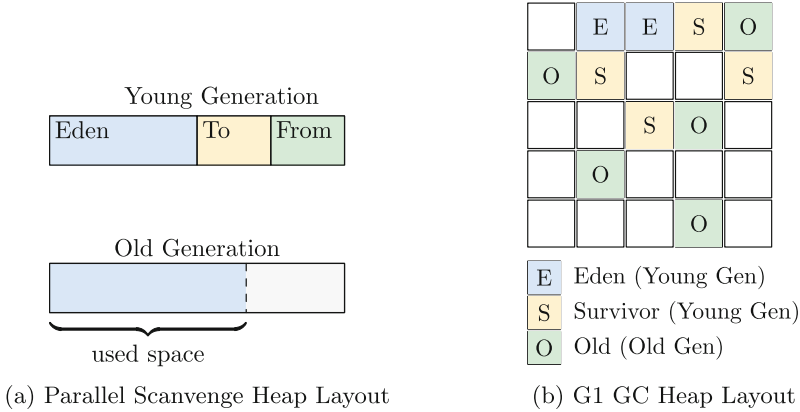 Young Generation
Eden To From
Old Generation
used space
(a) Parallel Scanvenge Heap Layout
E E S O
O S S
S O
O
O
E Eden (Young Gen)
S Survivor (Young Gen)
O Old (Old Gen)
(b) G1 GC Heap Layout